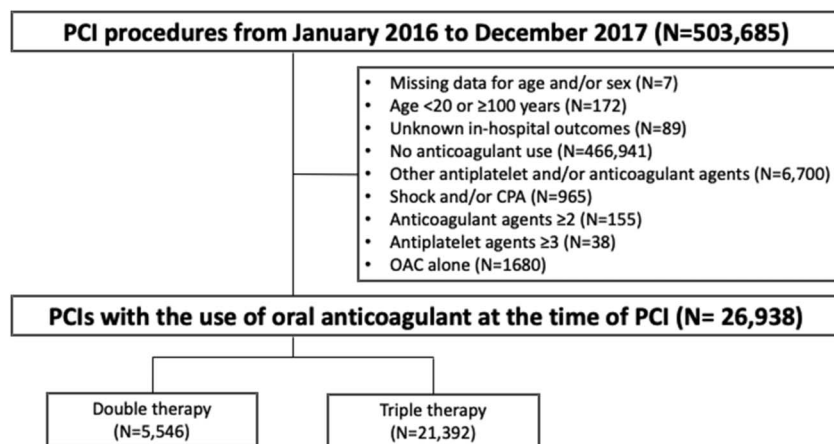 PCI procedures from January 2016 to December 2017 (N=503,685)
• Missing data for age and/or sex (N=7)
• Age <20 or ≥100 years (N=172)
• Unknown in-hospital outcomes (N=89)
• No anticoagulant use (N=466,941)
• Other antiplatelet and/or anticoagulant agents (N=6,700)
• Shock and/or CPA (N=965)
• Anticoagulant agents ≥2 (N=155)
• Antiplatelet agents ≥3 (N=38)
• OAC alone (N=1680)
PCIs with the use of oral anticoagulant at the time of PCI (N= 26,938)
Double therapy
(N=5,546)
Triple therapy
(N=21,392)